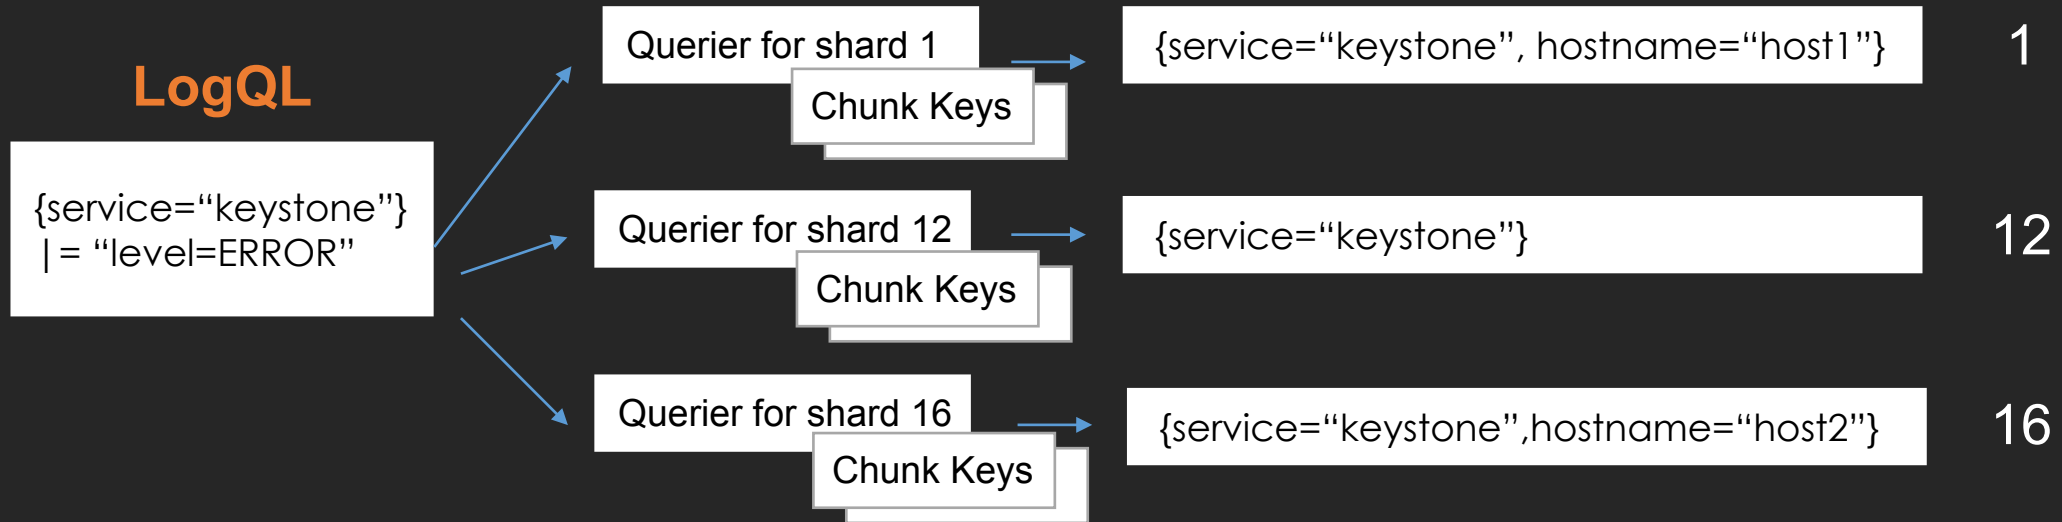 LogQL
{service=“keystone”}
|= “level=ERROR”
Querier for shard 1
Chunk Keys
{service=“keystone”, hostname=“host1”}
1
Querier for shard 12
Chunk Keys
{service=“keystone”}
12
Querier for shard 16
Chunk Keys
{service=“keystone”,hostname=“host2”}
16